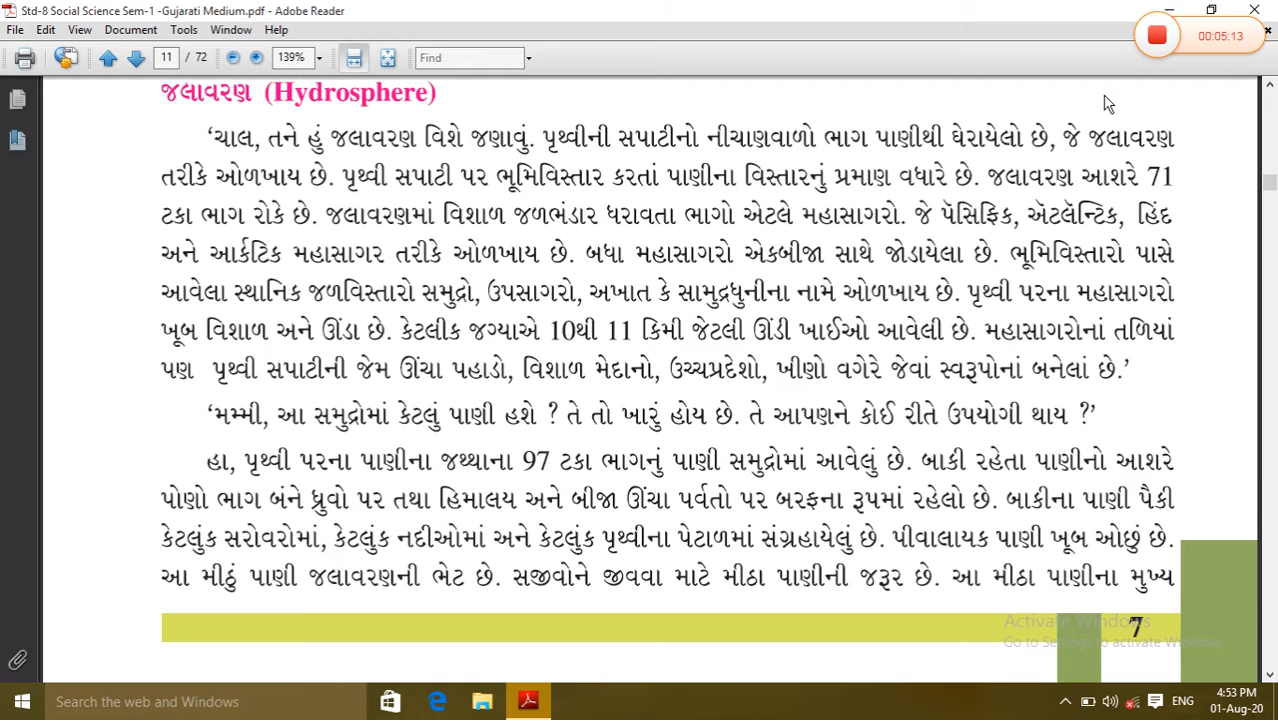 Std-8 Social Science Sem-1 -Gujarati Medium.pdf - Adobe Reader
File Edit View Document Tools Window Help
00:05:13
11 / 72 139% Find
જલાવરણ (Hydrosphere)
‘ચાલ, તને હું જલાવરણ વિશે જણાવું. પૃથ્વીની સપાટીનો નીચાણવાળો ભાગ પાણીથી ઘેરાયેલો છે, જે જલાવરણ
તરીકે ઓળખાય છે. પૃથ્વી સપાટી પર ભૂમિવિસ્તાર કરતાં પાણીના વિસ્તારનું પ્રમાણ વધારે છે. જલાવરણ આશરે 71
ટકા ભાગ રોકે છે. જલાવરણમાં વિશાળ જળભંડાર ધરાવતા ભાગો એટલે મહાસાગરો. જે પૅસિફિક, ઍટલૅન્ટિક, હિંદ
અને આર્કટિક મહાસાગર તરીકે ઓળખાય છે. બધા મહાસાગરો એકબીજા સાથે જોડાયેલા છે. ભૂમિવિસ્તારો પાસે
આવેલા સ્થાનિક જળવિસ્તારો સમુદ્રો, ઉપસાગરો, અખાત કે સામુદ્રધુનીના નામે ઓળખાય છે. પૃથ્વી પરના મહાસાગરો
ખૂબ વિશાળ અને ઊંડા છે. કેટલીક જગ્યાએ 10થી 11 કિમી જેટલી ઊંડી ખાઈઓ આવેલી છે. મહાસાગરોનાં તળિયાં
પણ પૃથ્વી સપાટીની જેમ ઊંચા પહાડો, વિશાળ મેદાનો, ઉચ્ચપ્રદેશો, ખીણો વગેરે જેવાં સ્વરૂપોનાં બનેલાં છે.’
‘મમ્મી, આ સમુદ્રોમાં કેટલું પાણી હશે ? તે તો ખારું હોય છે. તે આપણને કોઈ રીતે ઉપયોગી થાય ?’
હા, પૃથ્વી પરના પાણીના જથ્થાના 97 ટકા ભાગનું પાણી સમુદ્રોમાં આવેલું છે. બાકી રહેતા પાણીનો આશરે
પોણો ભાગ બંને ધ્રુવો પર તથા હિમાલય અને બીજા ઊંચા પર્વતો પર બરફના રૂપમાં રહેલો છે. બાકીના પાણી પૈકી
કેટલુંક સરોવરોમાં, કેટલુંક નદીઓમાં અને કેટલુંક પૃથ્વીના પેટાળમાં સંગ્રહાયેલું છે. પીવાલાયક પાણી ખૂબ ઓછું છે.
આ મીઠું પાણી જલાવરણની ભેટ છે. સજીવોને જીવવા માટે મીઠા પાણીની જરૂર છે. આ મીઠા પાણીના મુખ્ય
Activate Windows
7
Go to Settings to activate Windows.
Search the web and Windows ENG 4:53 PM
01-Aug-20